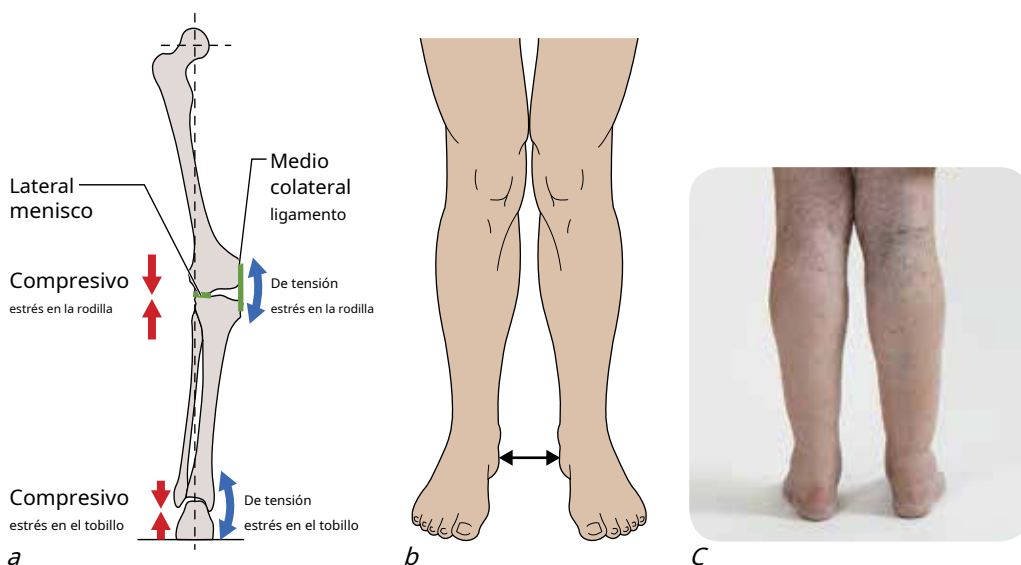 Lateral
menisco
Medio
colateral
ligamento
Compresivo
estrés en la rodilla
De tensión
estrés en la rodilla
Compresivo
estrés en el tobillo
De tensión
estrés en el tobillo
a
b
C